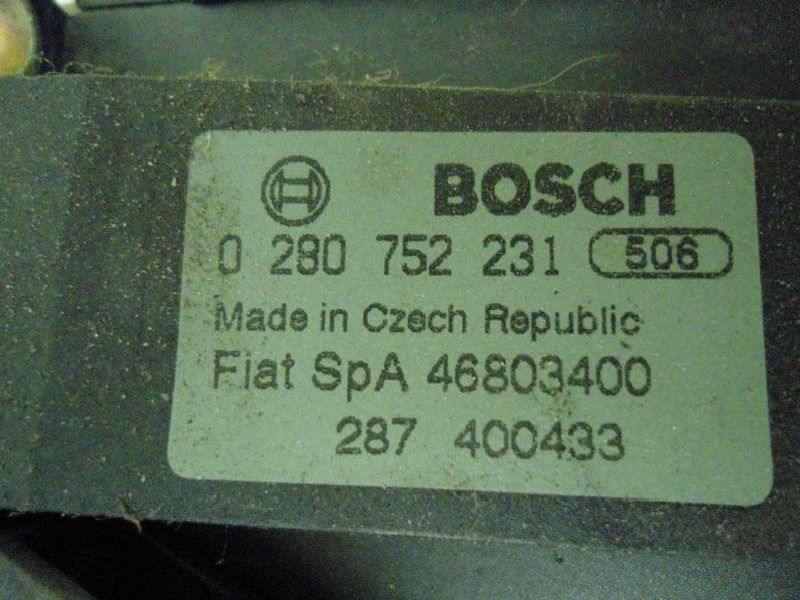 BOSCH
0 280 752 231 506
Made in Czech Republic
Fiat SpA 46803400
287 400433